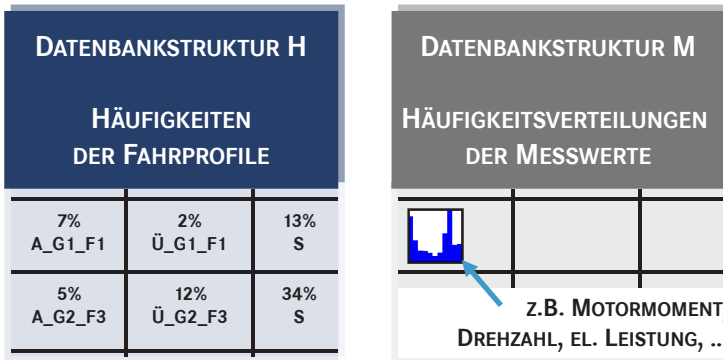 DATENBANKSTRUKTUR H
HÄUFIGKEITEN
DER FAHRPROFILE
7%
A_G1_F1
2%
Ü_G1_F1
13%
S
5%
A_G2_F3
12%
Ü_G2_F3
34%
S
DATENBANKSTRUKTUR M
HÄUFIGKEITSVERTEILUNGEN
DER MESSWERTE
Z.B. MOTORMOMENT,
DREHZAHL, EL. LEISTUNG, ..